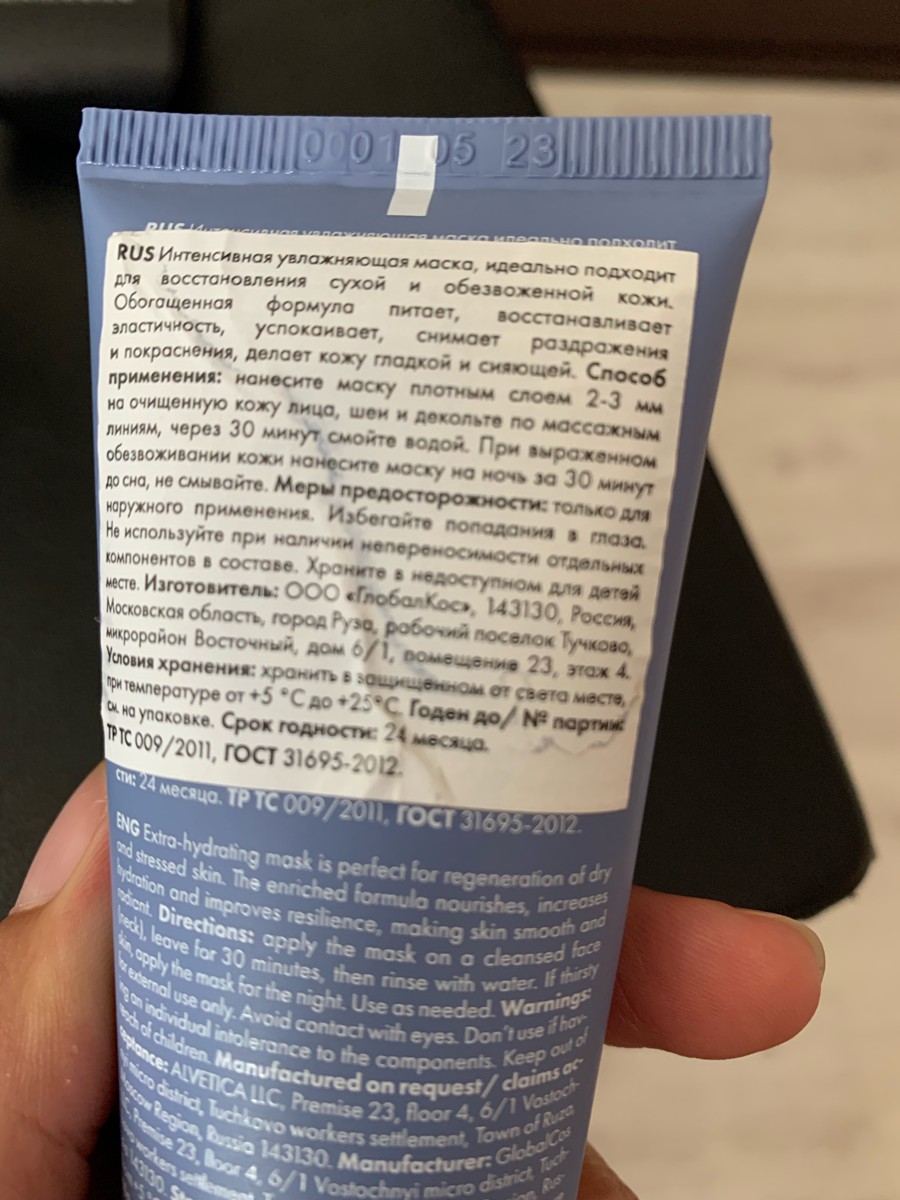 0001 05 23
RUS Интенсивная увлажняющая маска идеально подходит
RUS Интенсивная увлажняющая маска, идеально подходит
для восстановления сухой и обезвоженной кожи.
Обогащенная формула питает, восстанавливает
эластичность, успокаивает, снимает раздражения
и покраснения, делает кожу гладкой и сияющей. Способ
применения: нанесите маску плотным слоем 2-3 мм
на очищенную кожу лица, шеи и декольте по массажным
линиям, через 30 минут смойте водой. При выраженном
обезвоживании кожи нанесите маску на ночь за 30 минут
до сна, не смывайте. Меры предосторожности: только для
наружного применения. Избегайте попадания в глаза.
Не используйте при наличии непереносимости отдельных
компонентов в составе. Храните в недоступном для детей
месте. Изготовитель: ООО «ГлобалКос», 143130, Россия,
Московская область, город Руза, рабочий поселок Тучково,
микрорайон Восточный, дом 6/1, помещение 23, этаж 4.
Условия хранения: хранить в защищенном от света месте,
при температуре от +5 °C до +25°C. Годен до/ № партии:
см. на упаковке. Срок годности: 24 месяца.
ТР ТС 009/2011, ГОСТ 31695-2012.
сти: 24 месяца. ТР ТС 009/2011, ГОСТ 31695-2012.
ENG Extra-hydrating mask is perfect for regeneration of dry
and stressed skin. The enriched formula nourishes, increases
hydration and improves resilience, making skin smooth and
radiant. Directions: apply the mask on a cleansed face
(neck), leave for 30 minutes, then rinse with water. If thirsty
skin, apply the mask for the night. Use as needed. Warnings:
for external use only. Avoid contact with eyes. Don't use if hav-
ing an individual intolerance to the components. Keep out of
reach of children. Manufactured on request/ claims ac-
ceptance: ALVETICA LLC, Premise 23, floor 4, 6/1 Vostoch-
nyi micro district, Tuchkovo workers settlement, Town of Ruza,
Moscow Region, Russia 143130. Manufacturer: GlobalCos
Premise 23, floor 4, 6/1 Vostochnyi micro district, Tuch-
workers settlement
143130.